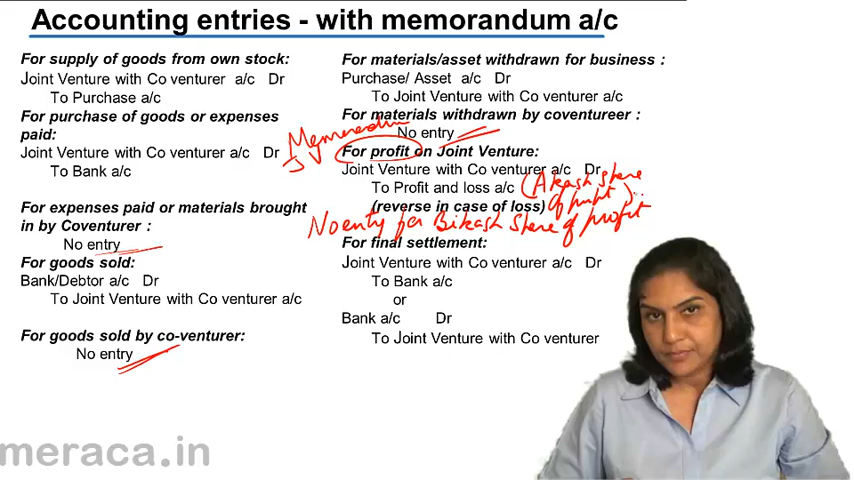 Accounting entries - with memorandum a/c
For supply of goods from own stock:
Joint Venture with Co venturer a/c Dr
To Purchase a/c
For purchase of goods or expenses
paid:
Joint Venture with Co venturer a/c Dr
To Bank a/c
For expenses paid or materials brought
in by Coventurer :
No entry
For goods sold:
Bank/Debtor a/c Dr
To Joint Venture with Co venturer a/c
For goods sold by co-venturer:
No entry
For materials/asset withdrawn for business :
Purchase/ Asset a/c Dr
To Joint Venture with Co venturer a/c
For materials withdrawn by coventureer :
No entry
Memorandum
JV
For profit on Joint Venture:
Joint Venture with Co venturer a/c Dr
To Profit and loss a/c (Akash share
of profit)
(reverse in case of loss)
No enty for Bikash share of profit
For final settlement:
Joint Venture with Co venturer a/c Dr
To Bank a/c
or
Bank a/c Dr
To Joint Venture with Co venturer
meraca.in